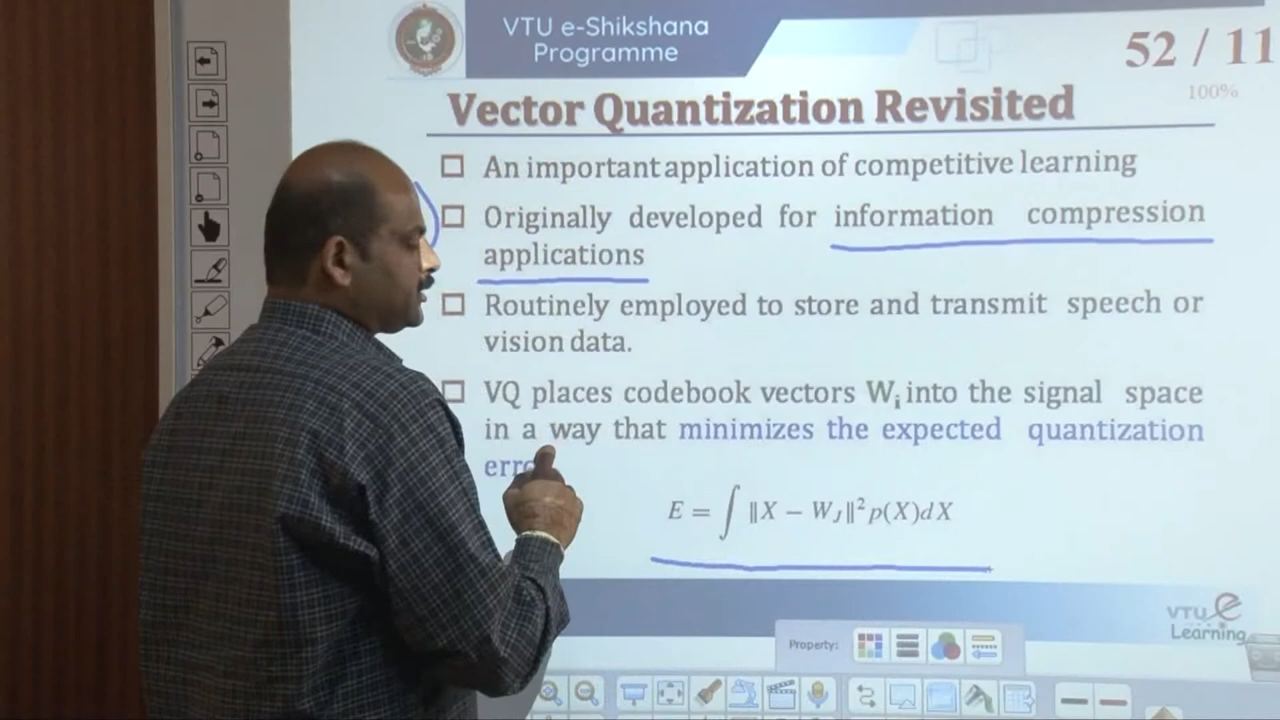 VTU e-Shikshana
Programme
52 / 11
100%
Vector Quantization Revisited
An important application of competitive learning
Originally developed for information compression
applications
Routinely employed to store and transmit speech or
vision data.
VQ places codebook vectors Wᵢ into the signal space
in a way that minimizes the expected quantization
E = ∫ ‖X − W_J‖²p(X)dX
VTU e
Learning
Property: